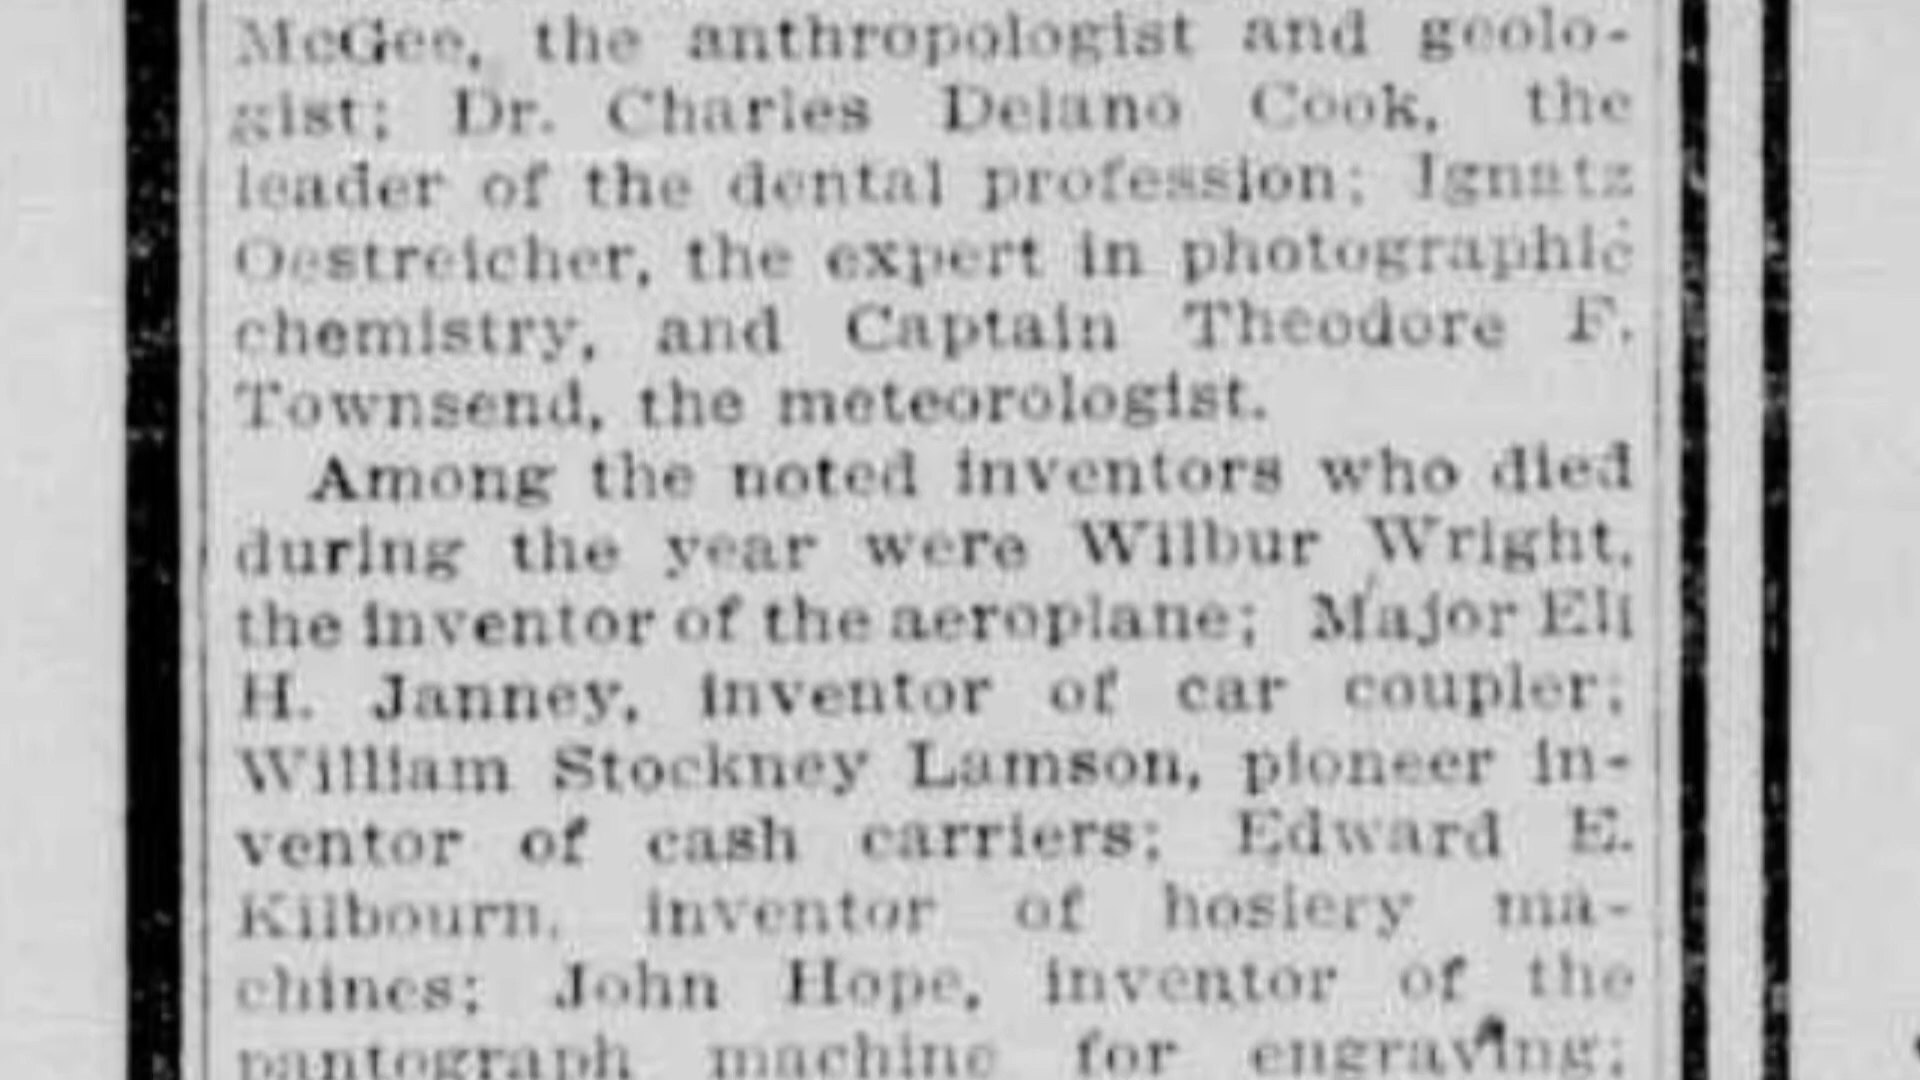 McGee, the anthropologist and geolo-
gist; Dr. Charles Delano Cook, the
leader of the dental profession; Ignatz
Oestreicher, the expert in photographic
chemistry, and Captain Theodore F.
Townsend, the meteorologist.
Among the noted inventors who died
during the year were Wilbur Wright,
the inventor of the aeroplane; Major Eli
H. Janney, inventor of car coupler;
William Stockney Lamson, pioneer in-
ventor of cash carriers; Edward E.
Kilbourn, inventor of hosiery ma-
chines; John Hope, inventor of the
pantograph machine for engraving;